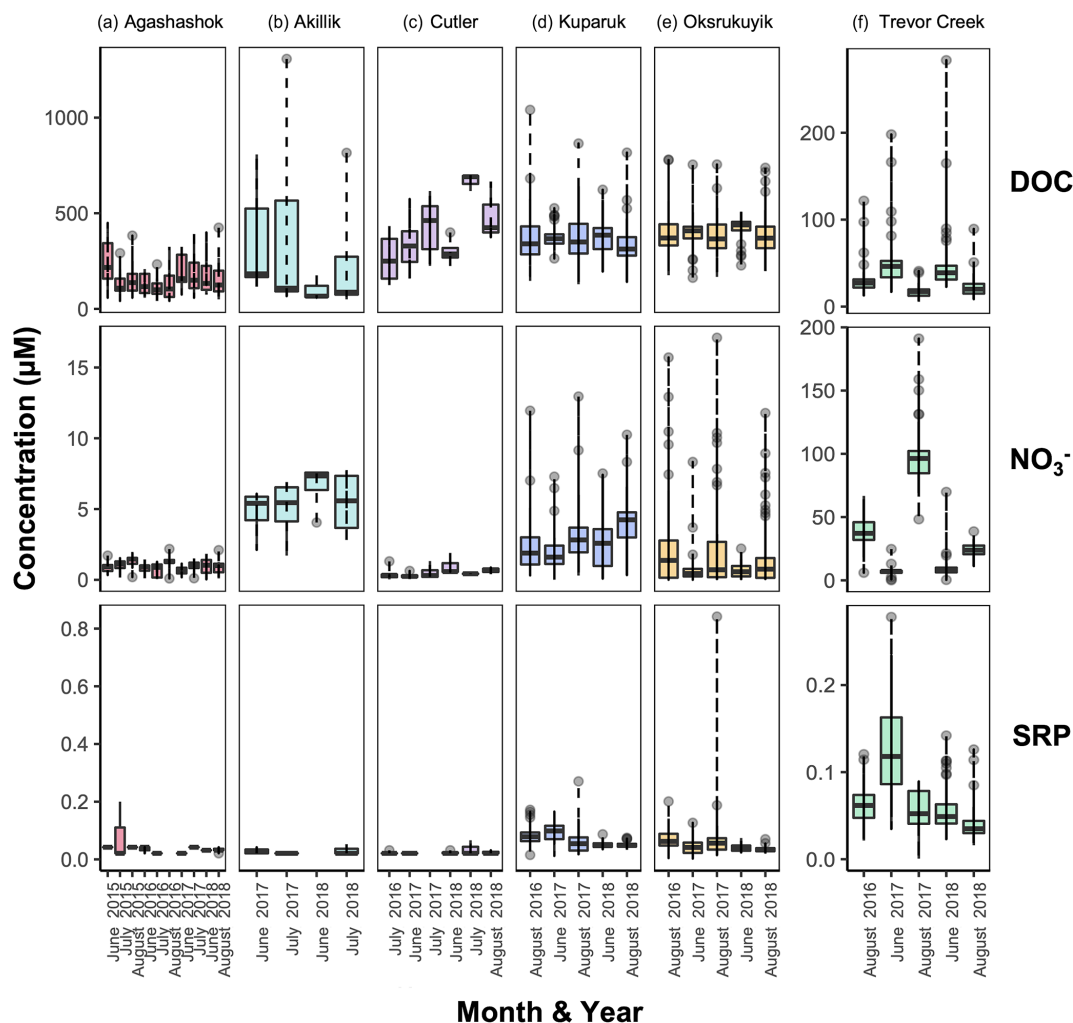 (a) Agashashok
(b) Akillik
(c) Cutler
(d) Kuparuk
(e) Oksrukuyik
(f) Trevor Creek
1000
500
0
200
100
0
DOC
15
10
5
0
200
150
100
50
0
NO₃⁻
0.8
0.6
0.4
0.2
0.0
0.2
0.1
0.0
SRP
Concentration (μM)
June 2015
July 2015
August 2015
June 2016
July 2016
August 2016
June 2017
July 2017
June 2018
August 2018
June 2017
July 2017
June 2018
July 2018
July 2016
June 2017
July 2017
June 2018
July 2018
August 2018
August 2016
June 2017
August 2017
June 2018
August 2018
August 2016
June 2017
August 2017
June 2018
August 2018
August 2016
June 2017
August 2017
June 2018
August 2018
Month & Year